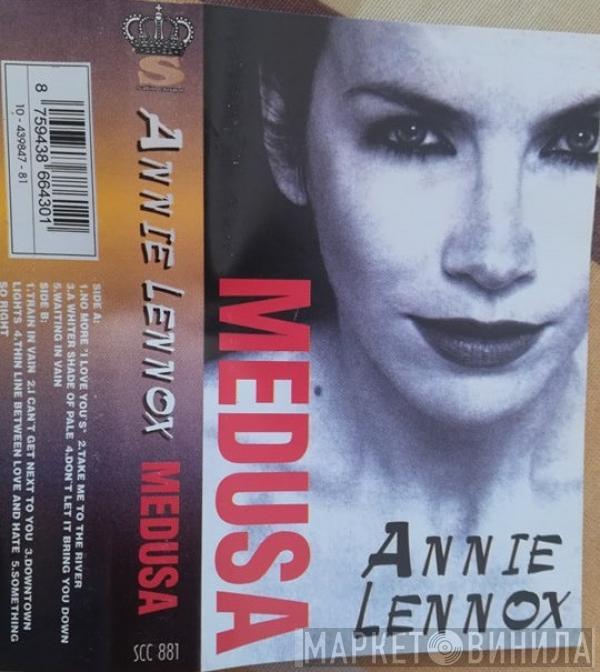 S
ANNIE LENNOX MEDUSA
SCC 881
8 759438 664301
10 - 439847 - 81
SIDE A:
1.NO MORE "I LOVE YOU'S" 2.TAKE ME TO THE RIVER
3.A WHITER SHADE OF PALE 4.DON'T LET IT BRING YOU DOWN
5.WAITING IN VAIN
SIDE B:
1.TRAIN IN VAIN 2.I CAN'T GET NEXT TO YOU 3.DOWNTOWN
LIGHTS 4.THIN LINE BETWEEN LOVE AND HATE 5.SOMETHING
SO RIGHT
MEDUSA
ANNIE
LENNOX
МАРКЕТ ВИНИЛА